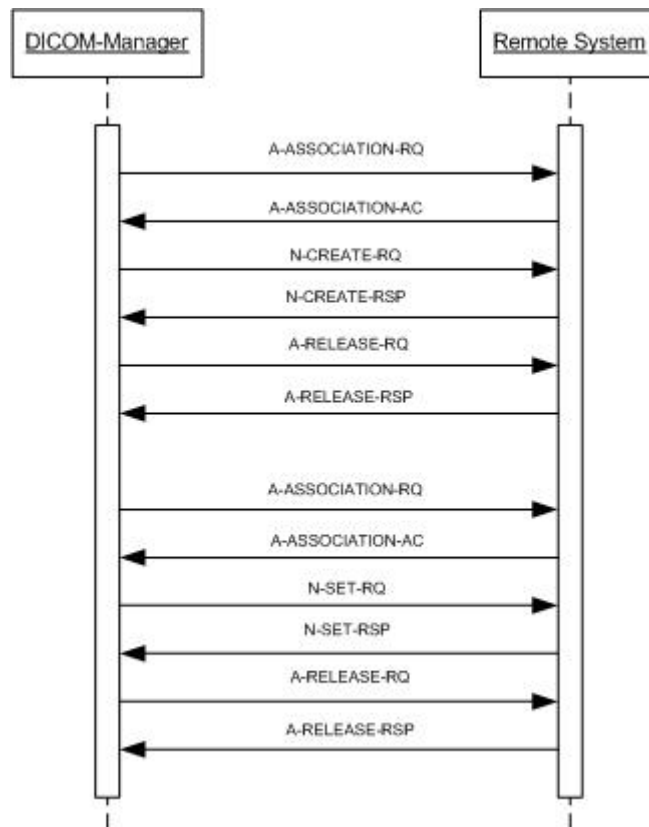 DICOM-Manager
Remote System
A-ASSOCIATION-RQ
A-ASSOCIATION-AC
N-CREATE-RQ
N-CREATE-RSP
A-RELEASE-RQ
A-RELEASE-RSP
A-ASSOCIATION-RQ
A-ASSOCIATION-AC
N-SET-RQ
N-SET-RSP
A-RELEASE-RQ
A-RELEASE-RSP